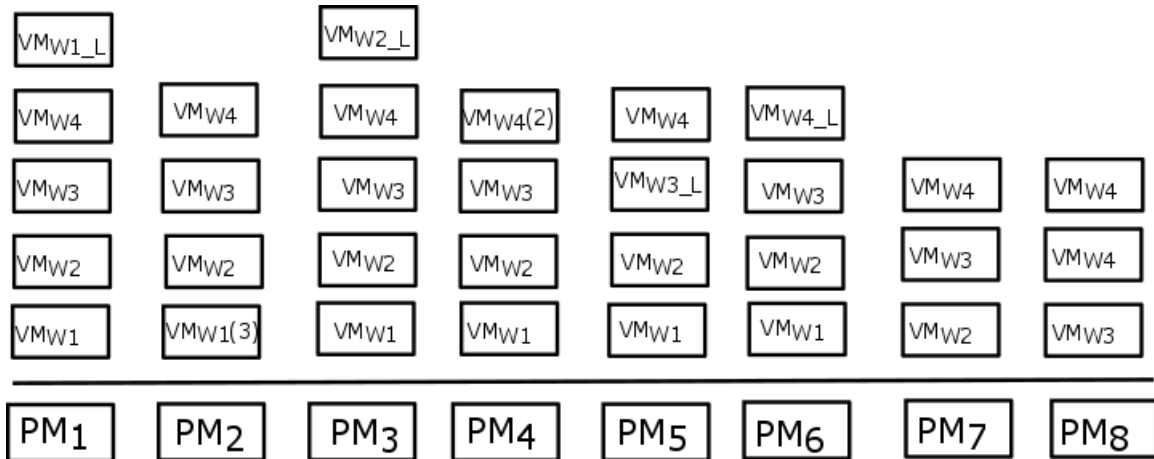 VMW1_L VMW2_L
VMW4 VMW4 VMW4 VMW4(2) VMW4 VMW4_L
VMW3 VMW3 VMW3 VMW3 VMW3_L VMW3 VMW4 VMW4
VMW2 VMW2 VMW2 VMW2 VMW2 VMW2 VMW3 VMW4
VMW1 VMW1(3) VMW1 VMW1 VMW1 VMW1 VMW2 VMW3
PM1 PM2 PM3 PM4 PM5 PM6 PM7 PM8